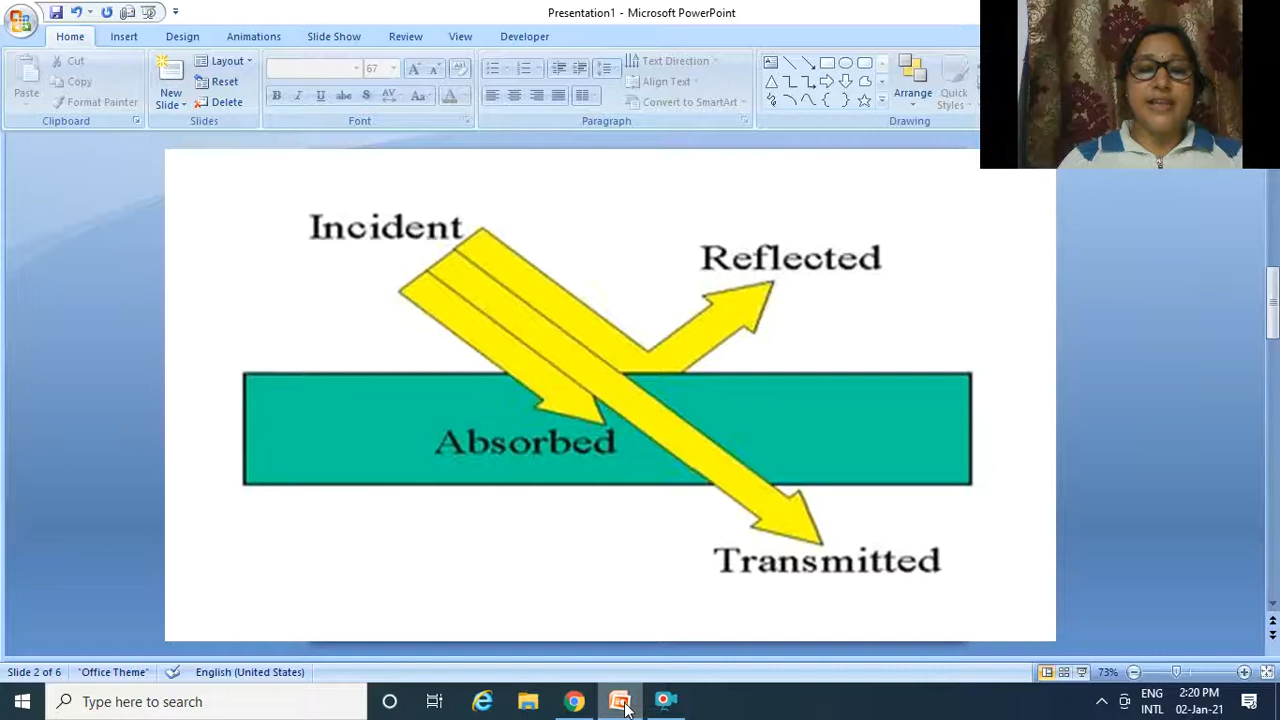 Presentation1 - Microsoft PowerPoint
Home Insert Design Animations Slide Show Review View Developer
Cut
Copy
Format Painter
Paste
Clipboard
New Slide
Layout
Reset
Delete
Slides
67
B I U abc S AV Aa A
Font
Text Direction
Align Text
Convert to SmartArt
Paragraph
Arrange
Quick Styles
Drawing
Incident
Reflected
Absorbed
Transmitted
Slide 2 of 6 "Office Theme" English (United States) 73%
Type here to search
ENG 2:20 PM
INTL 02-Jan-21